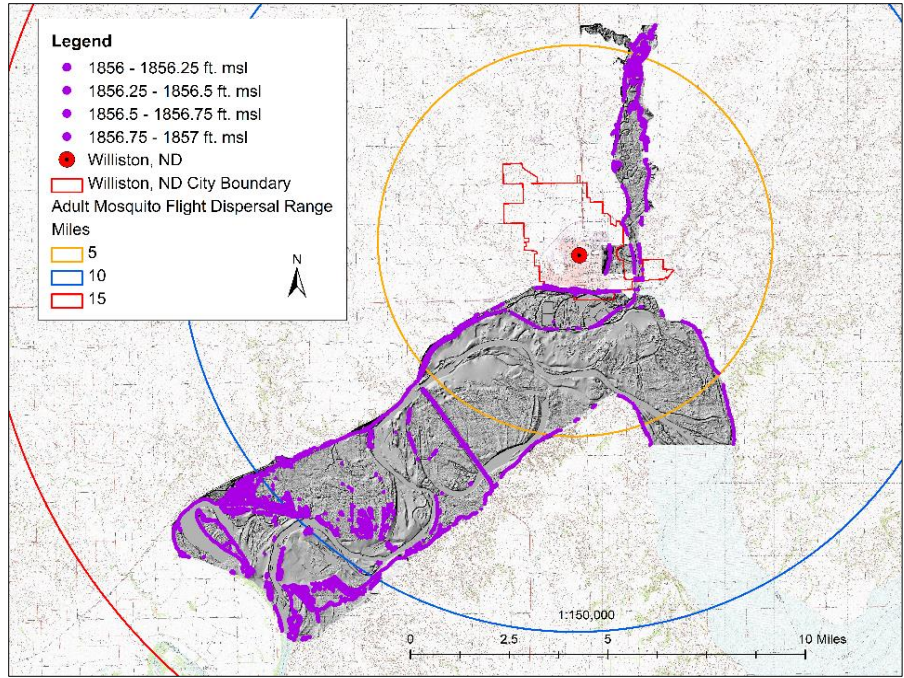 Legend
1856 - 1856.25 ft. msl
1856.25 - 1856.5 ft. msl
1856.5 - 1856.75 ft. msl
1856.75 - 1857 ft. msl
Williston, ND
Williston, ND City Boundary
Adult Mosquito Flight Dispersal Range
Miles
5
10
15
N
1:150,000
0 2.5 5 10 Miles